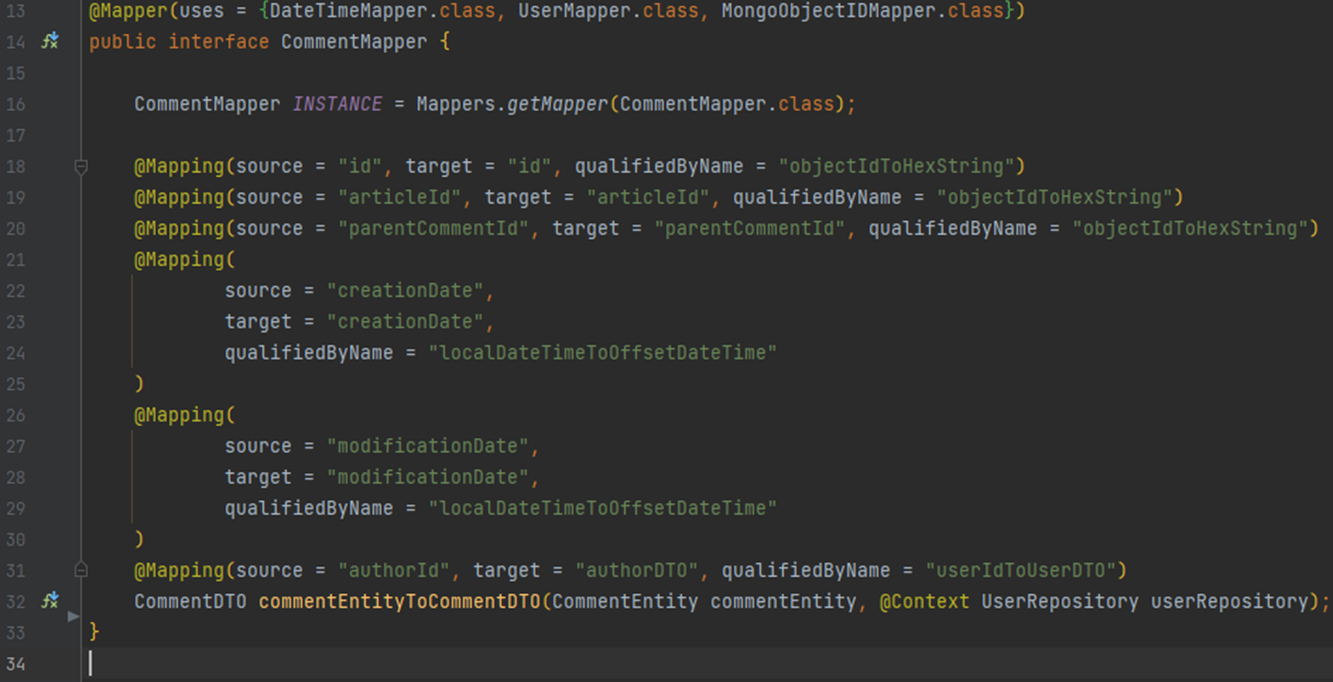 13 @Mapper(uses = {DateTimeMapper.class, UserMapper.class, MongoObjectIDMapper.class})
14 public interface CommentMapper {
15
16 CommentMapper INSTANCE = Mappers.getMapper(CommentMapper.class);
17
18 @Mapping(source = "id", target = "id", qualifiedByName = "objectIdToHexString")
19 @Mapping(source = "articleId", target = "articleId", qualifiedByName = "objectIdToHexString")
20 @Mapping(source = "parentCommentId", target = "parentCommentId", qualifiedByName = "objectIdToHexString")
21 @Mapping(
22 source = "creationDate",
23 target = "creationDate",
24 qualifiedByName = "localDateTimeToOffsetDateTime"
25 )
26 @Mapping(
27 source = "modificationDate",
28 target = "modificationDate",
29 qualifiedByName = "localDateTimeToOffsetDateTime"
30 )
31 @Mapping(source = "authorId", target = "authorDTO", qualifiedByName = "userIdToUserDTO")
32 CommentDTO commentEntityToCommentDTO(CommentEntity commentEntity, @Context UserRepository userRepository);
33 }
34